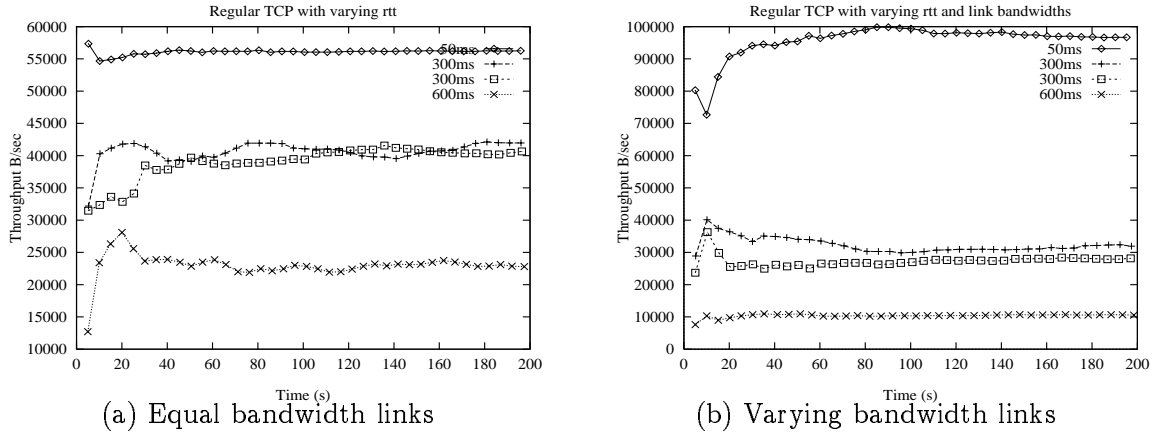 Regular TCP with varying rtt
60000
55000
50000
45000
40000
35000
30000
25000
20000
15000
10000
Throughput B/sec
50ms
300ms
300ms
600ms
0 20 40 60 80 100 120 140 160 180 200
Time (s)
(a) Equal bandwidth links
Regular TCP with varying rtt and link bandwidths
100000
90000
80000
70000
60000
50000
40000
30000
20000
10000
0
Throughput B/sec
50ms
300ms
300ms
600ms
0 20 40 60 80 100 120 140 160 180 200
Time (s)
(b) Varying bandwidth links